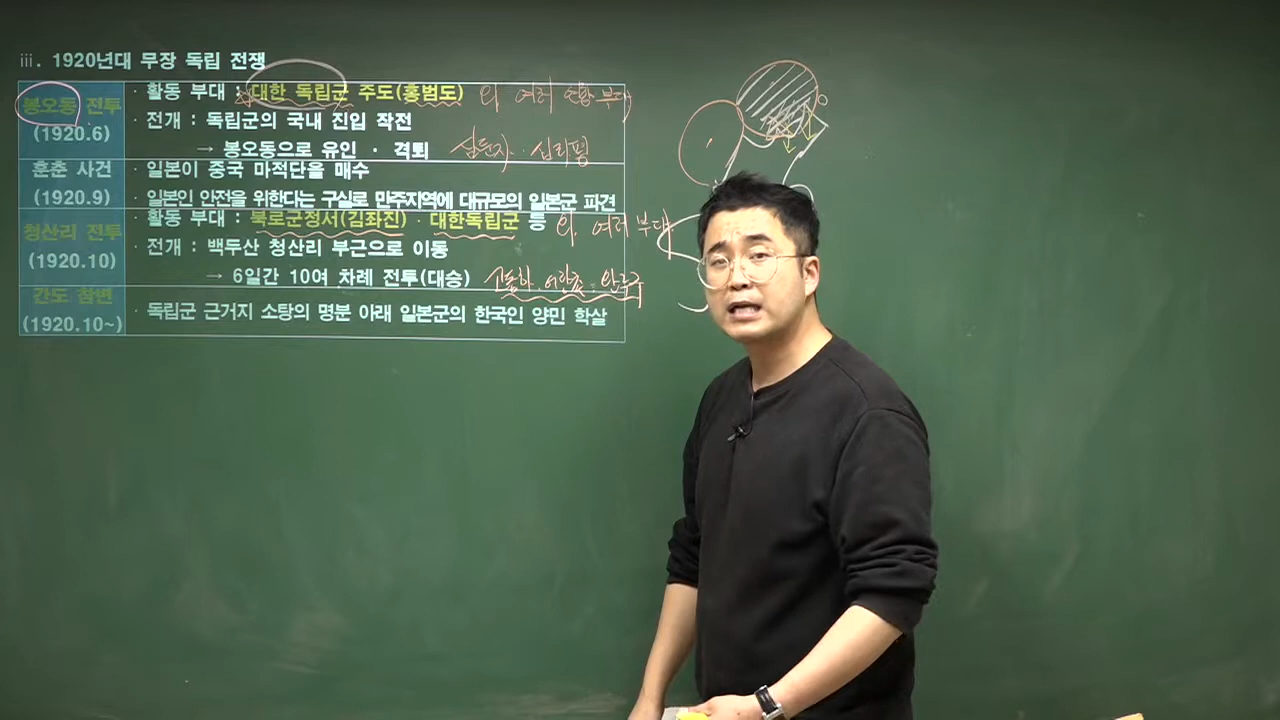 ⅲ. 1920년대 무장 독립 전쟁
봉오동 전투
(1920.6)
· 활동 부대 : 대한 독립군 주도(홍범도) 외 여러 부대
· 전개 : 독립군의 국내 진입 작전
→ 봉오동으로 유인 · 격퇴 삼둔자 · 십리평
훈춘 사건
(1920.9)
· 일본이 중국 마적단을 매수
· 일본인 안전을 위한다는 구실로 만주지역에 대규모의 일본군 파견
청산리 전투
(1920.10)
· 활동 부대 : 북로군정서(김좌진) · 대한독립군 등 외 여러 부대
· 전개 : 백두산 청산리 부근으로 이동
→ 6일간 10여 차례 전투(대승)
간도 참변
(1920.10~)
· 독립군 근거지 소탕의 명분 아래 일본군의 한국인 양민 학살